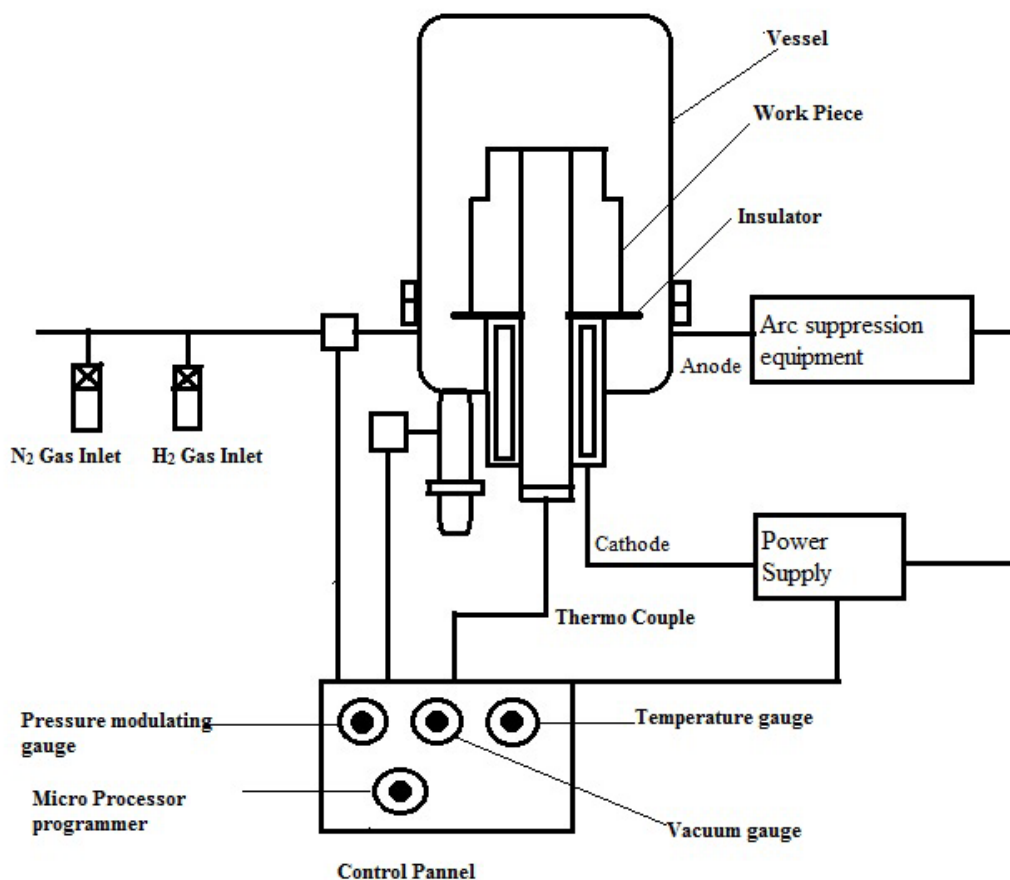 Vessel
Work Piece
Insulator
Arc suppression
equipment
Anode
N2 Gas Inlet
H2 Gas Inlet
Cathode
Power
Supply
Thermo Couple
Pressure modulating
gauge
Temperature gauge
Micro Processor
programmer
Vacuum gauge
Control Pannel